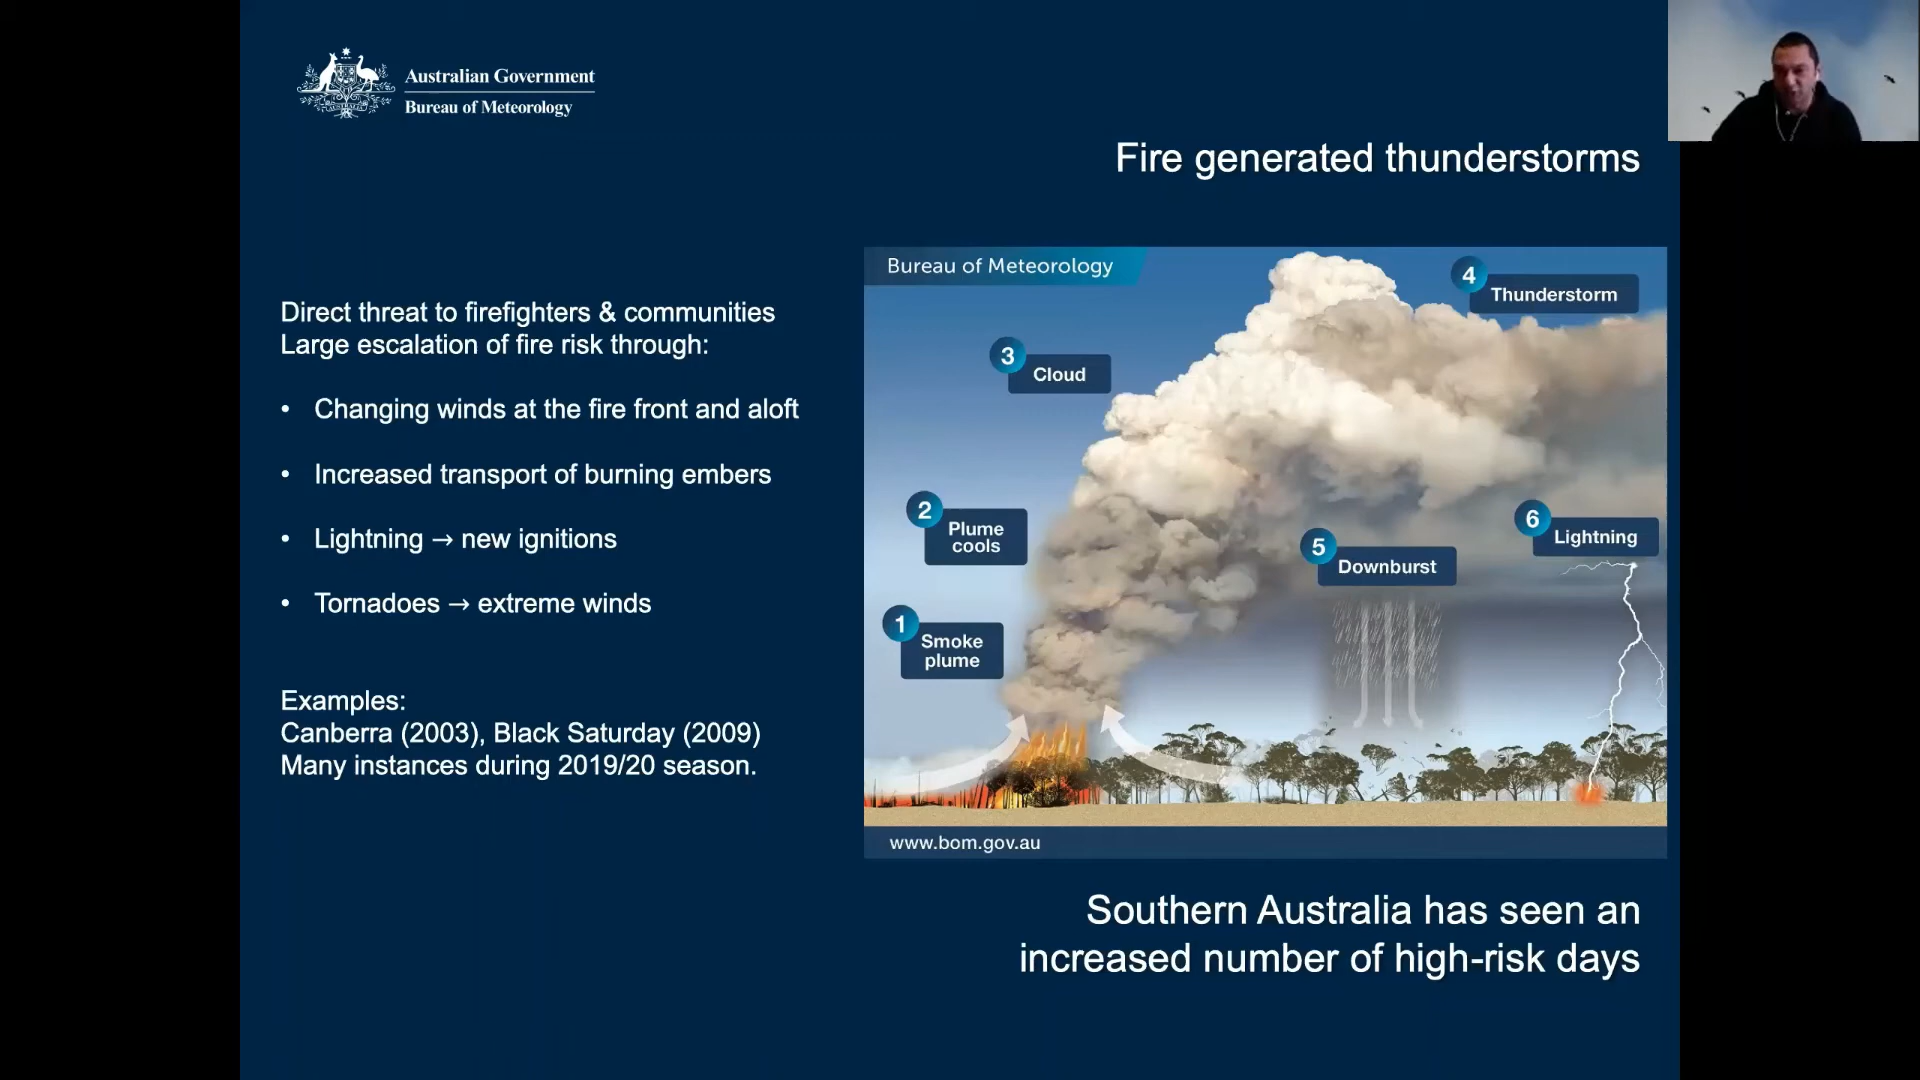 Australian Government
Bureau of Meteorology
Fire generated thunderstorms
Direct threat to firefighters & communities
Large escalation of fire risk through:
• Changing winds at the fire front and aloft
• Increased transport of burning embers
• Lightning → new ignitions
• Tornadoes → extreme winds
Examples:
Canberra (2003), Black Saturday (2009)
Many instances during 2019/20 season.
Bureau of Meteorology
1
Smoke
plume
2
Plume
cools
3
Cloud
4
Thunderstorm
5
Downburst
6
Lightning
www.bom.gov.au
Southern Australia has seen an
increased number of high-risk days